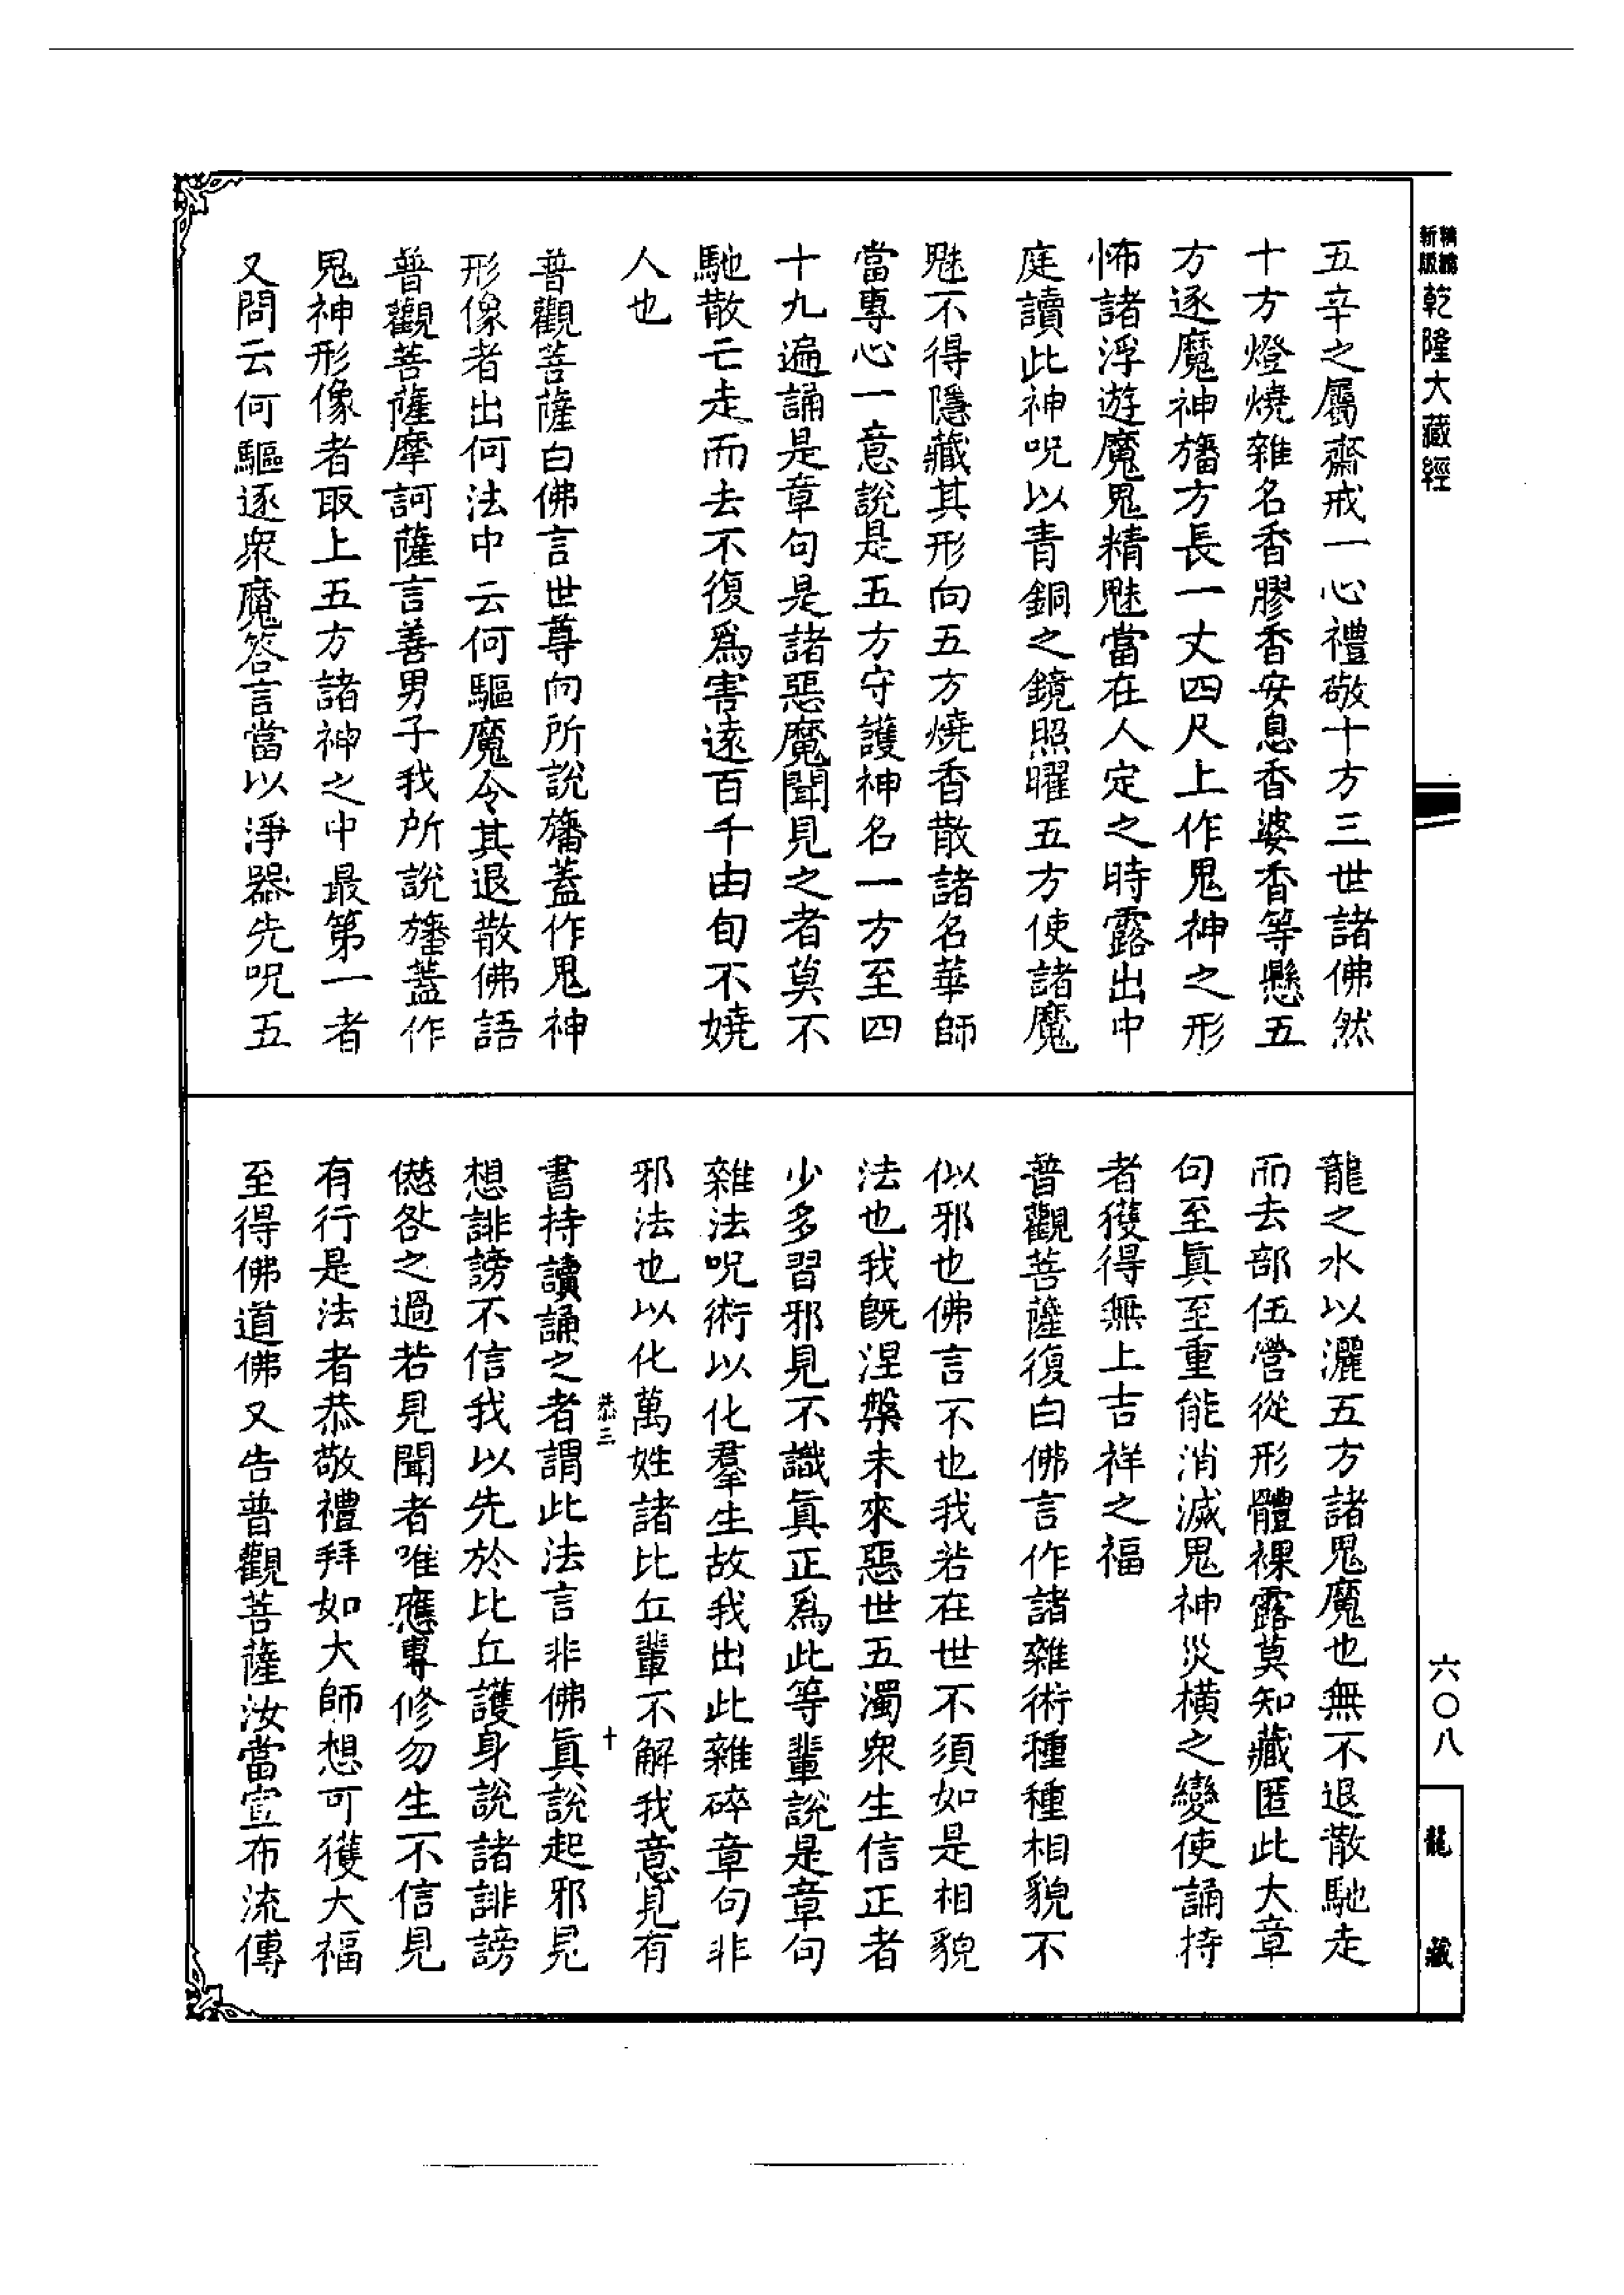 精縮新版乾隆大藏經
五辛之屬齋戒一心禮敬十方三世諸佛然
十方燈燒雜名香膠香安息香婆香等懸五
方逐魔神旛方長一丈四尺上作鬼神之形
怖諸浮遊魔鬼精魅當在人定之時露出中
庭讀此神呪以青銅之鏡照曜五方使諸魔
魅不得隱藏其形向五方燒香散諸名華師
當專心一意說是五方守護神名一方至四
十九遍誦是章句是諸惡魔聞見之者莫不
馳散亡走而去不復爲害遠百千由旬不嬈
人也
普觀菩薩白佛言世尊向所說旛蓋作鬼神
形像者出何法中云何驅魔令其退散佛語
普觀菩薩摩訶薩言善男子我所說旛蓋作
鬼神形像者取上五方諸神之中最第一者
又問云何驅逐衆魔答言當以淨器先呪五
龍之水以灑五方諸鬼魔也無不退散馳走
而去部伍營從形體裸露莫知藏匿此大章
句至眞至重能消滅鬼神災橫之變使誦持
者獲得無上吉祥之福
普觀菩薩復白佛言作諸雜術種種相貌不
似邪也佛言不也我若在世不須如是相貌
法也我旣涅槃未來惡世五濁衆生信正者
少多習邪見不識眞正爲此等輩說是章句
雜法呪術以化羣生故我出此雜碎章句非
邪法也以化萬姓諸比丘輩不解我意見有
恭三
十
書持讀誦之者謂此法言非佛眞說起邪見
想誹謗不信我以先於比丘護身說諸誹謗
僁咎之過若見聞者唯應專修勿生不信見
有行是法者恭敬禮拜如大師想可獲大福
至得佛道佛又告普觀菩薩汝當宣布流傳
六〇八
龍藏